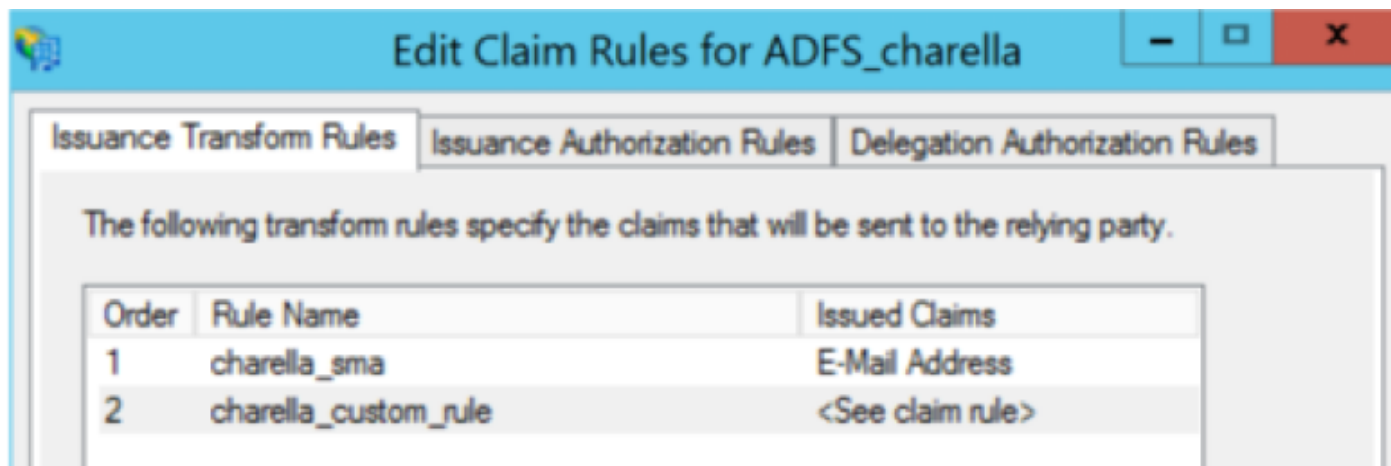 Edit Claim Rules for ADFS_charella
Issuance Transform Rules Issuance Authorization Rules Delegation Authorization Rules
The following transform rules specify the claims that will be sent to the relying party.
Order Rule Name Issued Claims
1 charella_sma E-Mail Address
2 charella_custom_rule <See claim rule>